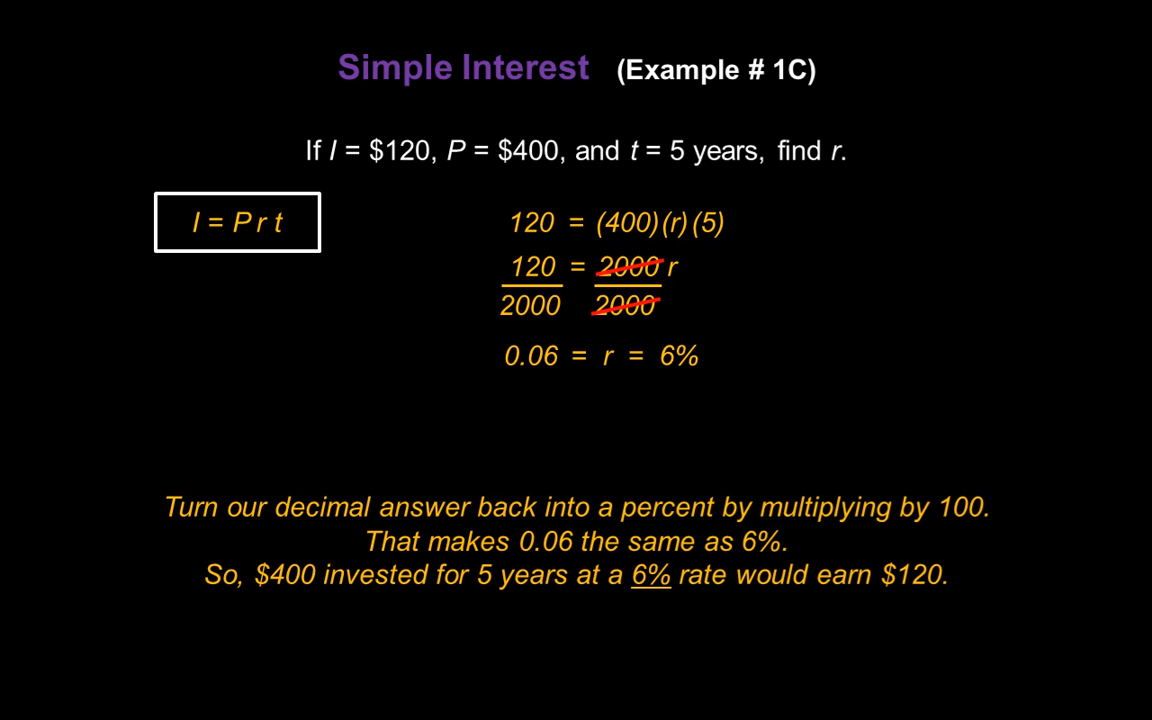 Simple Interest (Example # 1C)
If I = $120, P = $400, and t = 5 years, find r.
I = P r t
120 = (400)(r)(5)
120 = 2000 r
2000 2000
0.06 = r = 6%
Turn our decimal answer back into a percent by multiplying by 100.
That makes 0.06 the same as 6%.
So, $400 invested for 5 years at a 6% rate would earn $120.